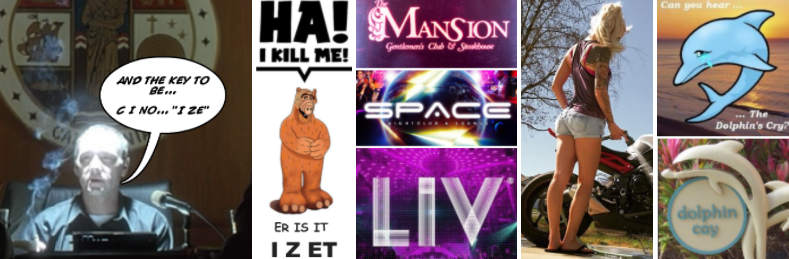 AND THE KEY TO
BE...
C I NO... "I ZE"
HA!
I KILL ME!
ER IS IT
I Z ET
The
MANSION
Gentlemen's Club & Steakhouse
SPACE
NIGHTCLUB & LOUNGE
LIV®
Can you hear ...
... The
Dolphin's Cry?
dolphin
cay